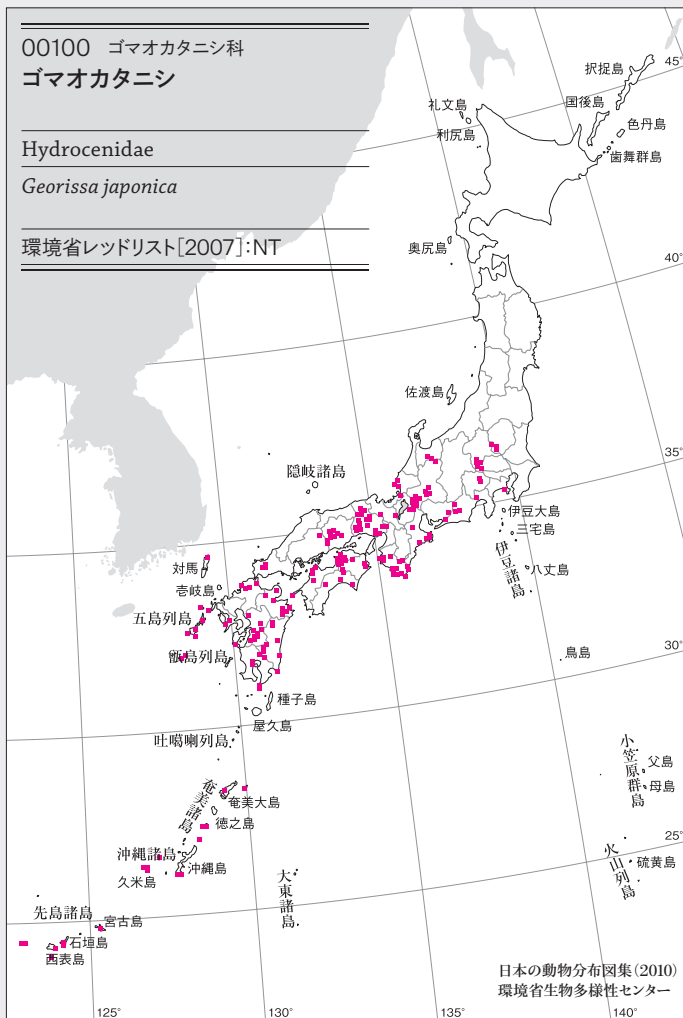 00100 ゴマオカタニシ科
ゴマオカタニシ
Hydrocenidae
Georissa japonica
環境省レッドリスト[2007]:NT
45°
択捉島
国後島
礼文島
色丹島
利尻島
歯舞群島
奥尻島
40°
佐渡島
35°
隠岐諸島
伊豆大島
三宅島
伊豆諸島
八丈島
対馬
壱岐島
五島列島
甑島列島
鳥島
30°
種子島
屋久島
吐噶喇列島
小笠原群島
父島
母島
奄美諸島
奄美大島
徳之島
25°
沖縄諸島
沖縄島
久米島
大東諸島
火山列島
硫黄島
先島諸島
宮古島
石垣島
西表島
日本の動物分布図集(2010)
環境省生物多様性センター
125°
130°
135°
140°